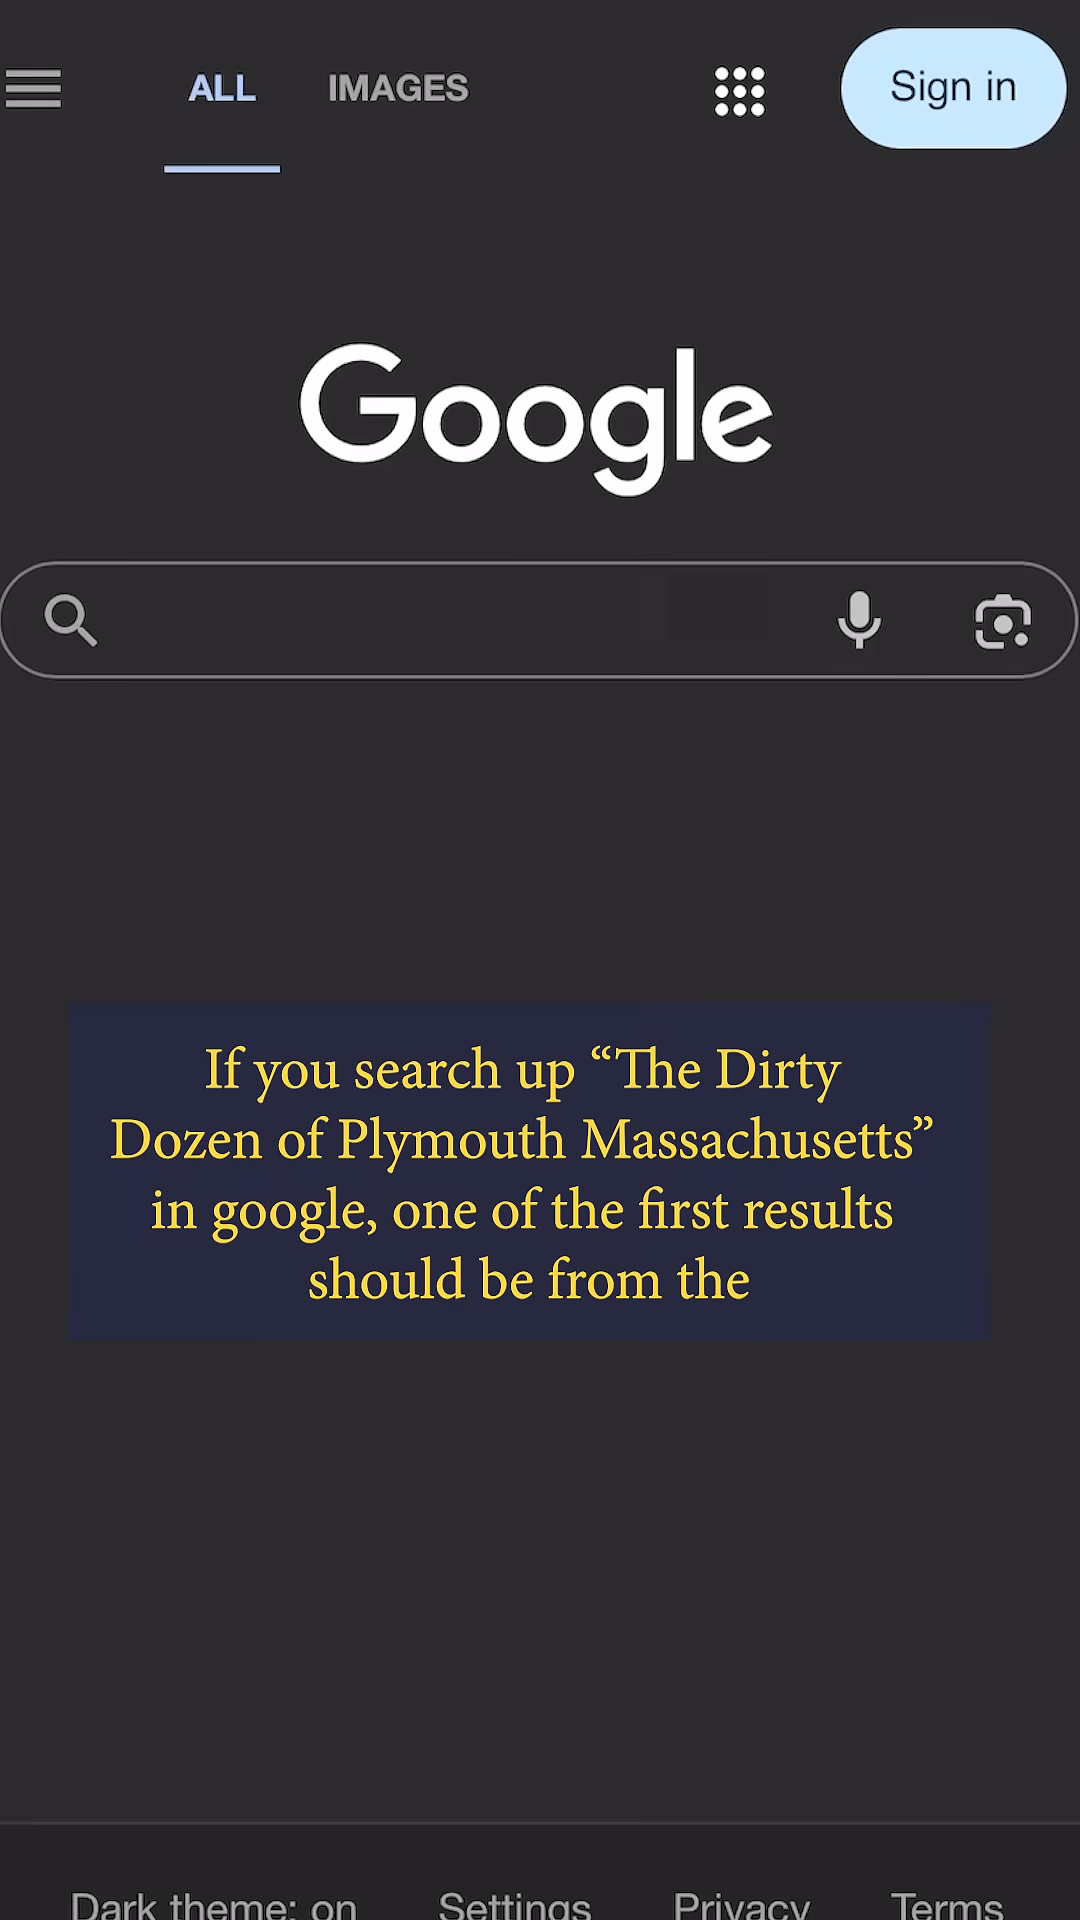 ALL IMAGES Sign in
Google
If you search up “The Dirty
Dozen of Plymouth Massachusetts”
in google, one of the first results
should be from the
Dark theme: on Settings Privacy Terms